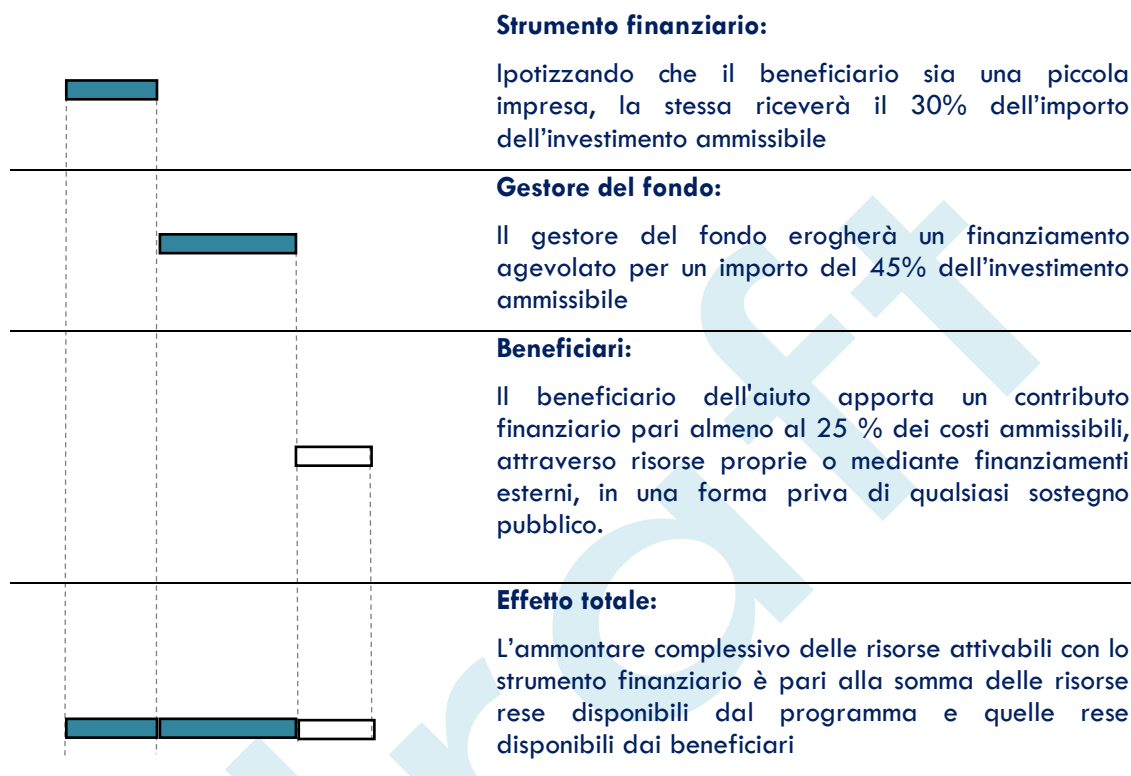 Strumento finanziario:
Ipotizzando che il beneficiario sia una piccola
impresa, la stessa riceverà il 30% dell’importo
dell’investimento ammissibile
Gestore del fondo:
Il gestore del fondo erogherà un finanziamento
agevolato per un importo del 45% dell’investimento
ammissibile
Beneficiari:
Il beneficiario dell'aiuto apporta un contributo
finanziario pari almeno al 25 % dei costi ammissibili,
attraverso risorse proprie o mediante finanziamenti
esterni, in una forma priva di qualsiasi sostegno
pubblico.
Effetto totale:
L’ammontare complessivo delle risorse attivabili con lo
strumento finanziario è pari alla somma delle risorse
rese disponibili dal programma e quelle rese
disponibili dai beneficiari